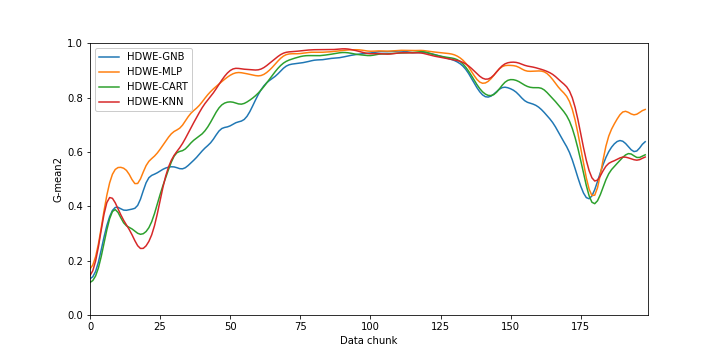 HDWE-GNB
HDWE-MLP
HDWE-CART
HDWE-KNN
G-mean2
1.0
0.8
0.6
0.4
0.2
0.0
0 25 50 75 100 125 150 175
Data chunk